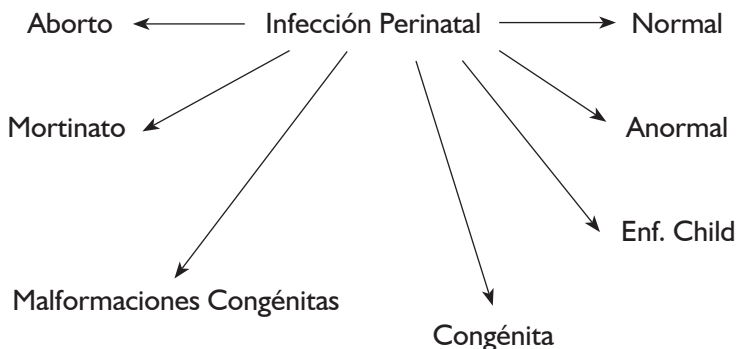 Aborto
Infección Perinatal
Normal
Mortinato
Anormal
Enf. Child
Malformaciones Congénitas
Congénita